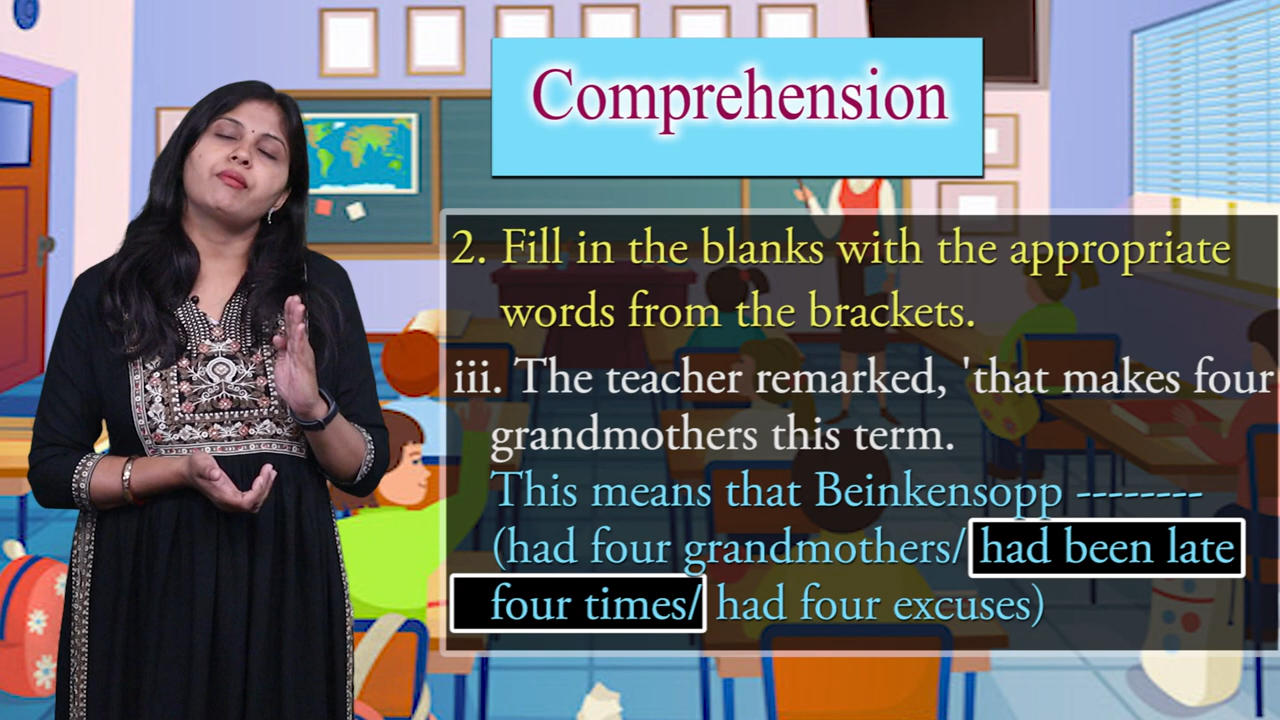 Comprehension
2. Fill in the blanks with the appropriate
words from the brackets.
iii. The teacher remarked, 'that makes four
grandmothers this term.
This means that Beinkensopp --------
(had four grandmothers/ had been late
four times/ had four excuses)